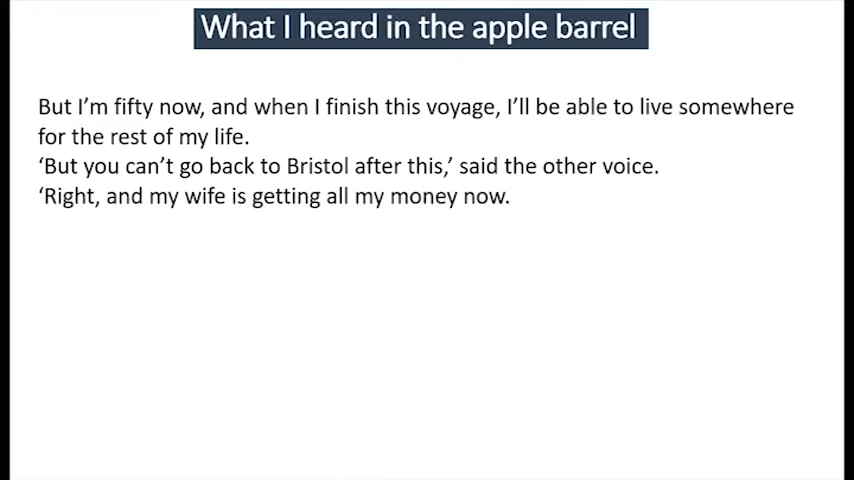 What I heard in the apple barrel
But I’m fifty now, and when I finish this voyage, I’ll be able to live somewhere
for the rest of my life.
‘But you can’t go back to Bristol after this,’ said the other voice.
‘Right, and my wife is getting all my money now.